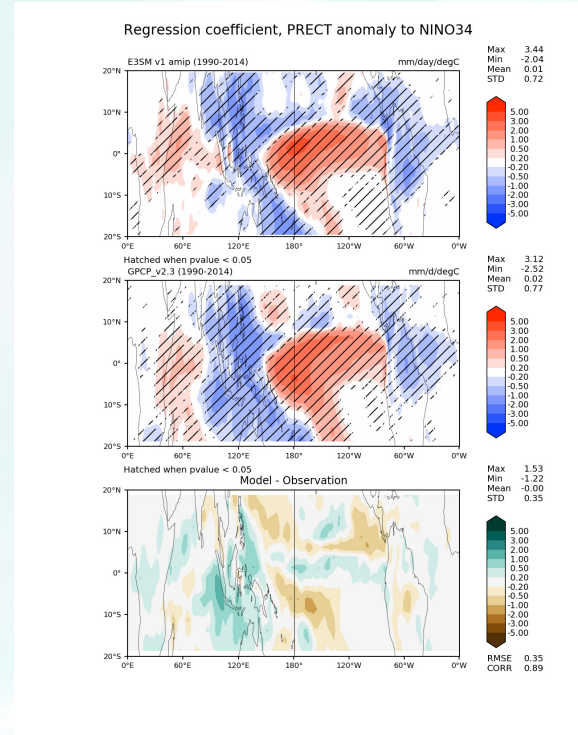 Regression coefficient, PRECT anomaly to NINO34
E3SM v1 amip (1990-2014) mm/day/degC
Max 3.44
Min -2.04
Mean 0.01
STD 0.72
20°N
10°N
0°
10°S
20°S
0°E 60°E 120°E 180° 120°W 60°W 0°W
5.00
3.00
2.00
1.00
0.50
0.20
-0.20
-0.50
-1.00
-2.00
-3.00
-5.00
Hatched when pvalue < 0.05
GPCP_v2.3 (1990-2014) mm/d/degC
Max 3.12
Min -2.52
Mean 0.02
STD 0.77
20°N
10°N
0°
10°S
20°S
0°E 60°E 120°E 180° 120°W 60°W 0°W
5.00
3.00
2.00
1.00
0.50
0.20
-0.20
-0.50
-1.00
-2.00
-3.00
-5.00
Hatched when pvalue < 0.05
Model - Observation
Max 1.53
Min -1.22
Mean -0.00
STD 0.35
20°N
10°N
0°
10°S
20°S
0°E 60°E 120°E 180° 120°W 60°W 0°W
5.00
3.00
2.00
1.00
0.50
0.20
-0.20
-0.50
-1.00
-2.00
-3.00
-5.00
RMSE 0.35
CORR 0.89